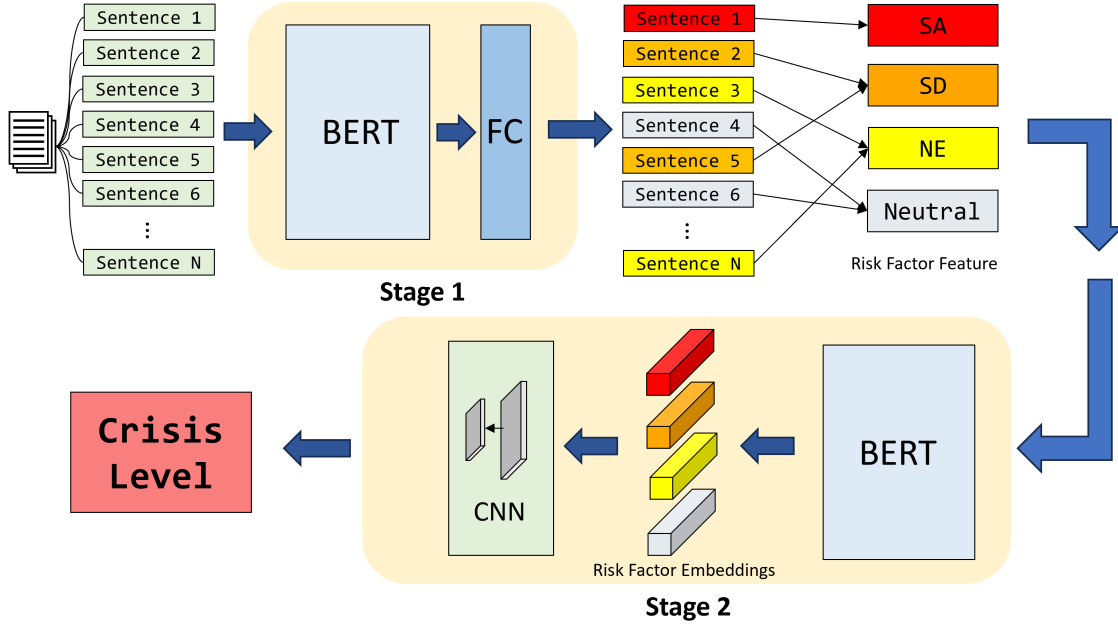 Sentence 1
Sentence 2
Sentence 3
Sentence 4
Sentence 5
Sentence 6
⋮
Sentence N
BERT
FC
Stage 1
Sentence 1
Sentence 2
Sentence 3
Sentence 4
Sentence 5
Sentence 6
⋮
Sentence N
SA
SD
NE
Neutral
Risk Factor Feature
BERT
Risk Factor Embeddings
CNN
Stage 2
Crisis
Level